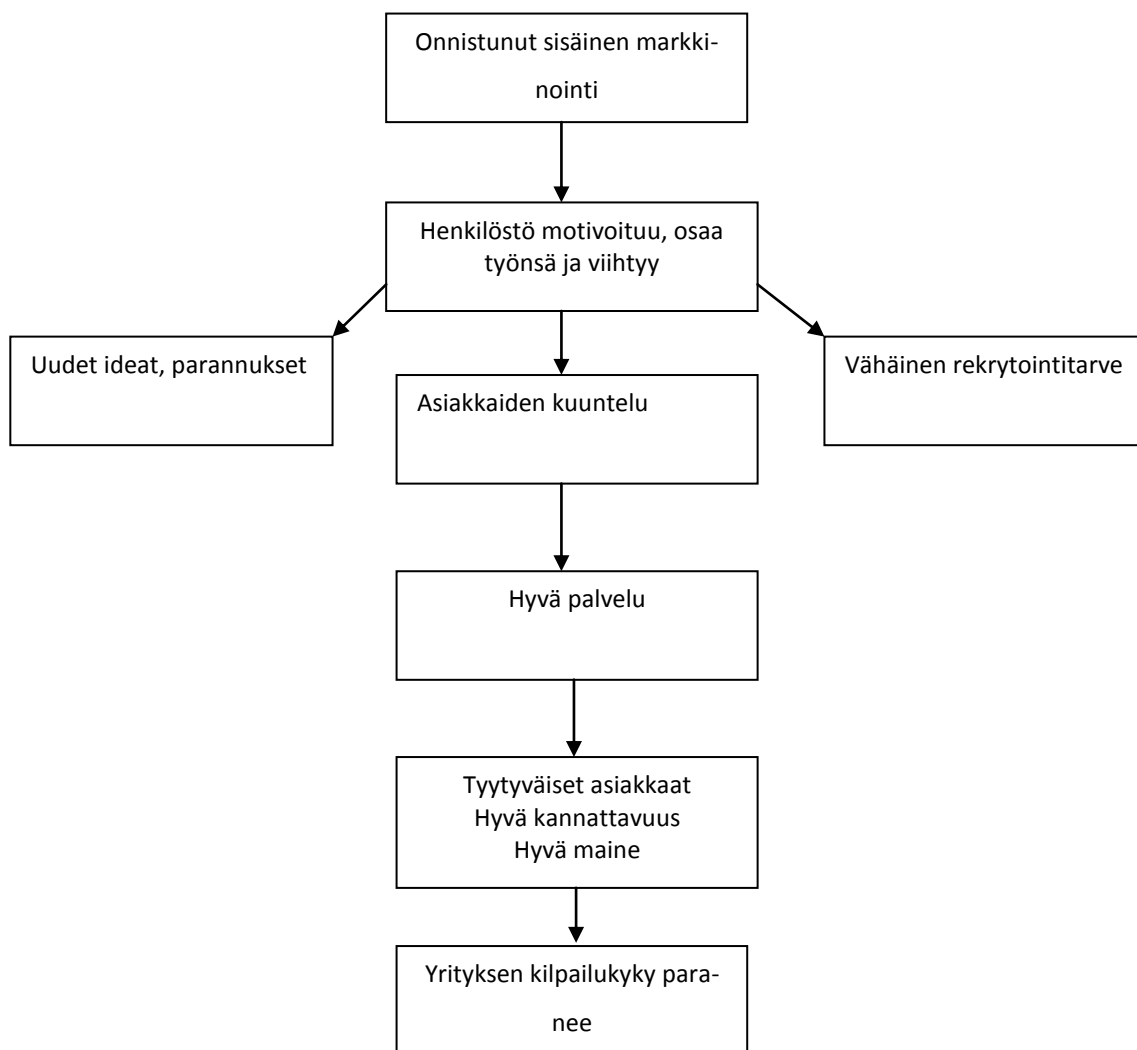 Onnistunut sisäinen markki-
nointi
Henkilöstö motivoituu, osaa
työnsä ja viihtyy
Uudet ideat, parannukset
Vähäinen rekrytointitarve
Asiakkaiden kuuntelu
Hyvä palvelu
Tyytyväiset asiakkaat
Hyvä kannattavuus
Hyvä maine
Yrityksen kilpailukyky para-
nee